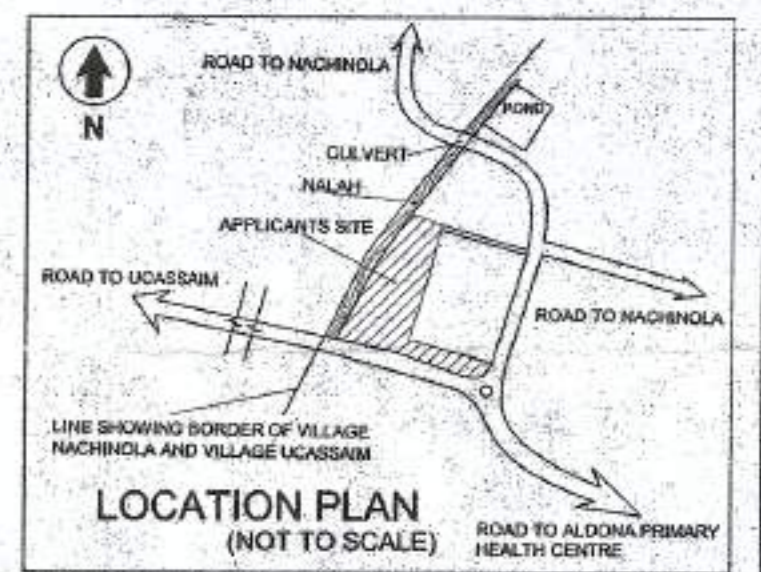 ROAD TO NACHINOLA
N
POND
CULVERT
NALAH
APPLICANTS SITE
ROAD TO UCASSAIM
ROAD TO NACHINOLA
LINE SHOWING BORDER OF VILLAGE
NACHINOLA AND VILLAGE UCASSAIM
LOCATION PLAN
(NOT TO SCALE)
ROAD TO ALDONA PRIMARY
HEALTH CENTRE